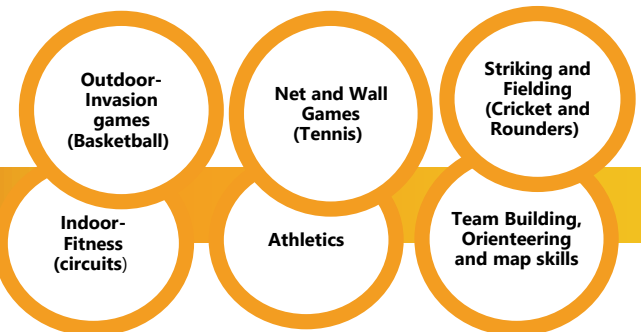 Outdoor-
Invasion
games
(Basketball)
Net and Wall
Games
(Tennis)
Striking and
Fielding
(Cricket and
Rounders)
Indoor-
Fitness
(circuits)
Athletics
Team Building,
Orienteering
and map skills